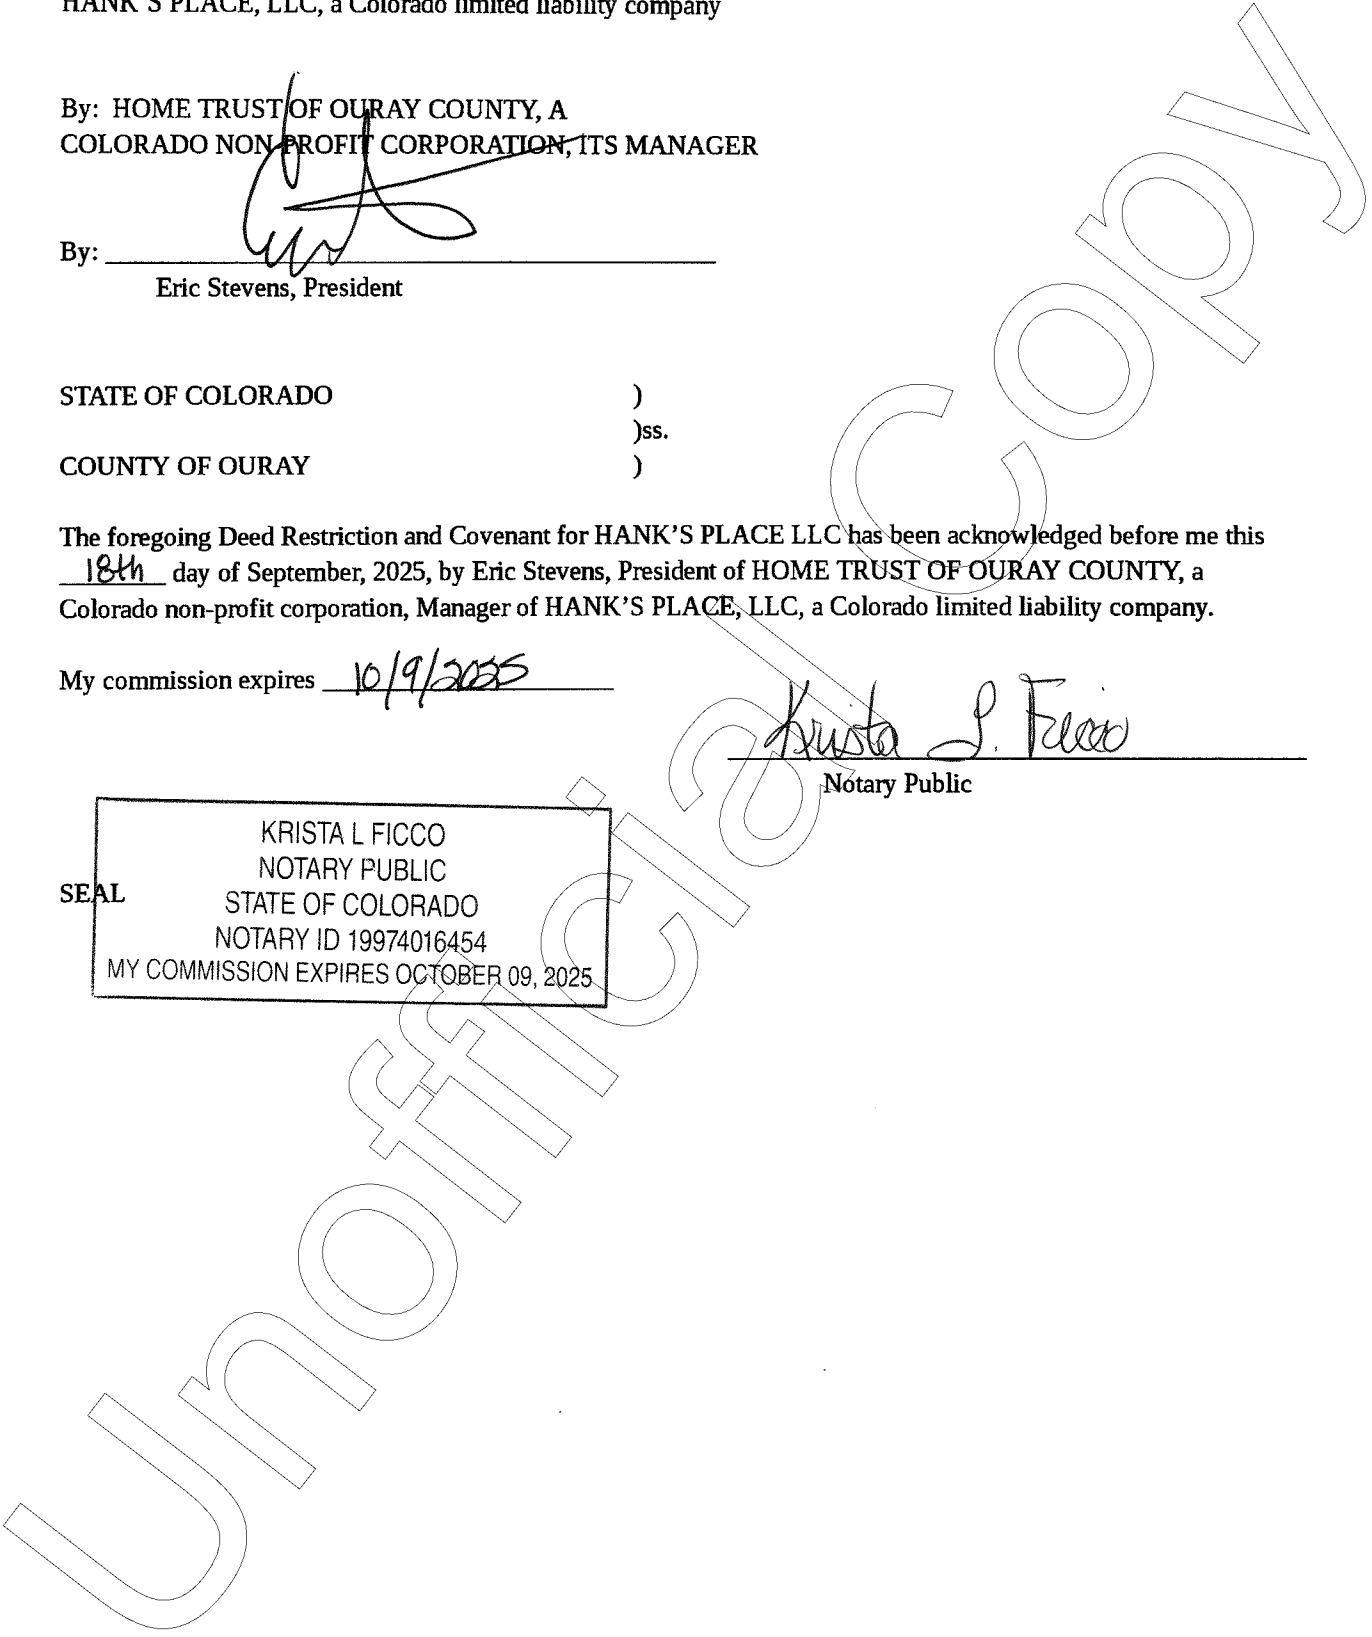 HANK'S PLACE, LLC, a Colorado limited liability company
By: HOME TRUST OF OURAY COUNTY, A
COLORADO NON PROFIT CORPORATION, ITS MANAGER
By:
Eric Stevens, President
STATE OF COLORADO )
)ss.
COUNTY OF OURAY )
The foregoing Deed Restriction and Covenant for HANK'S PLACE LLC has been acknowledged before me this
18th day of September, 2025, by Eric Stevens, President of HOME TRUST OF OURAY COUNTY, a
Colorado non-profit corporation, Manager of HANK'S PLACE, LLC, a Colorado limited liability company.
My commission expires 10/9/2025
Krista L. Ficco
Notary Public
KRISTA L FICCO
NOTARY PUBLIC
SEAL
STATE OF COLORADO
NOTARY ID 19974016454
MY COMMISSION EXPIRES OCTOBER 09, 2025
Unofficial Copy